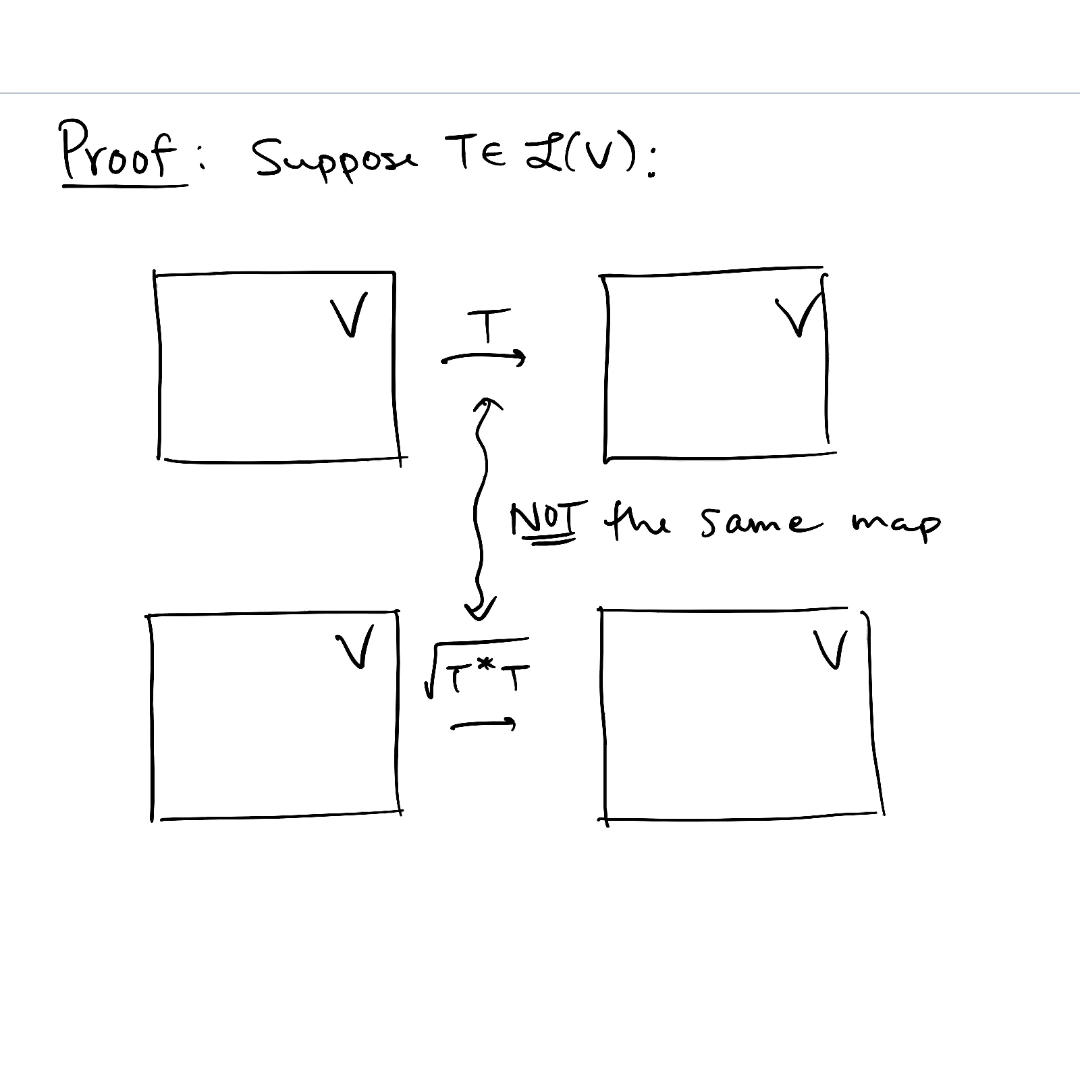 Proof: Suppose T∈ ℒ(V):
V T V
NOT the same map
V √T*T V